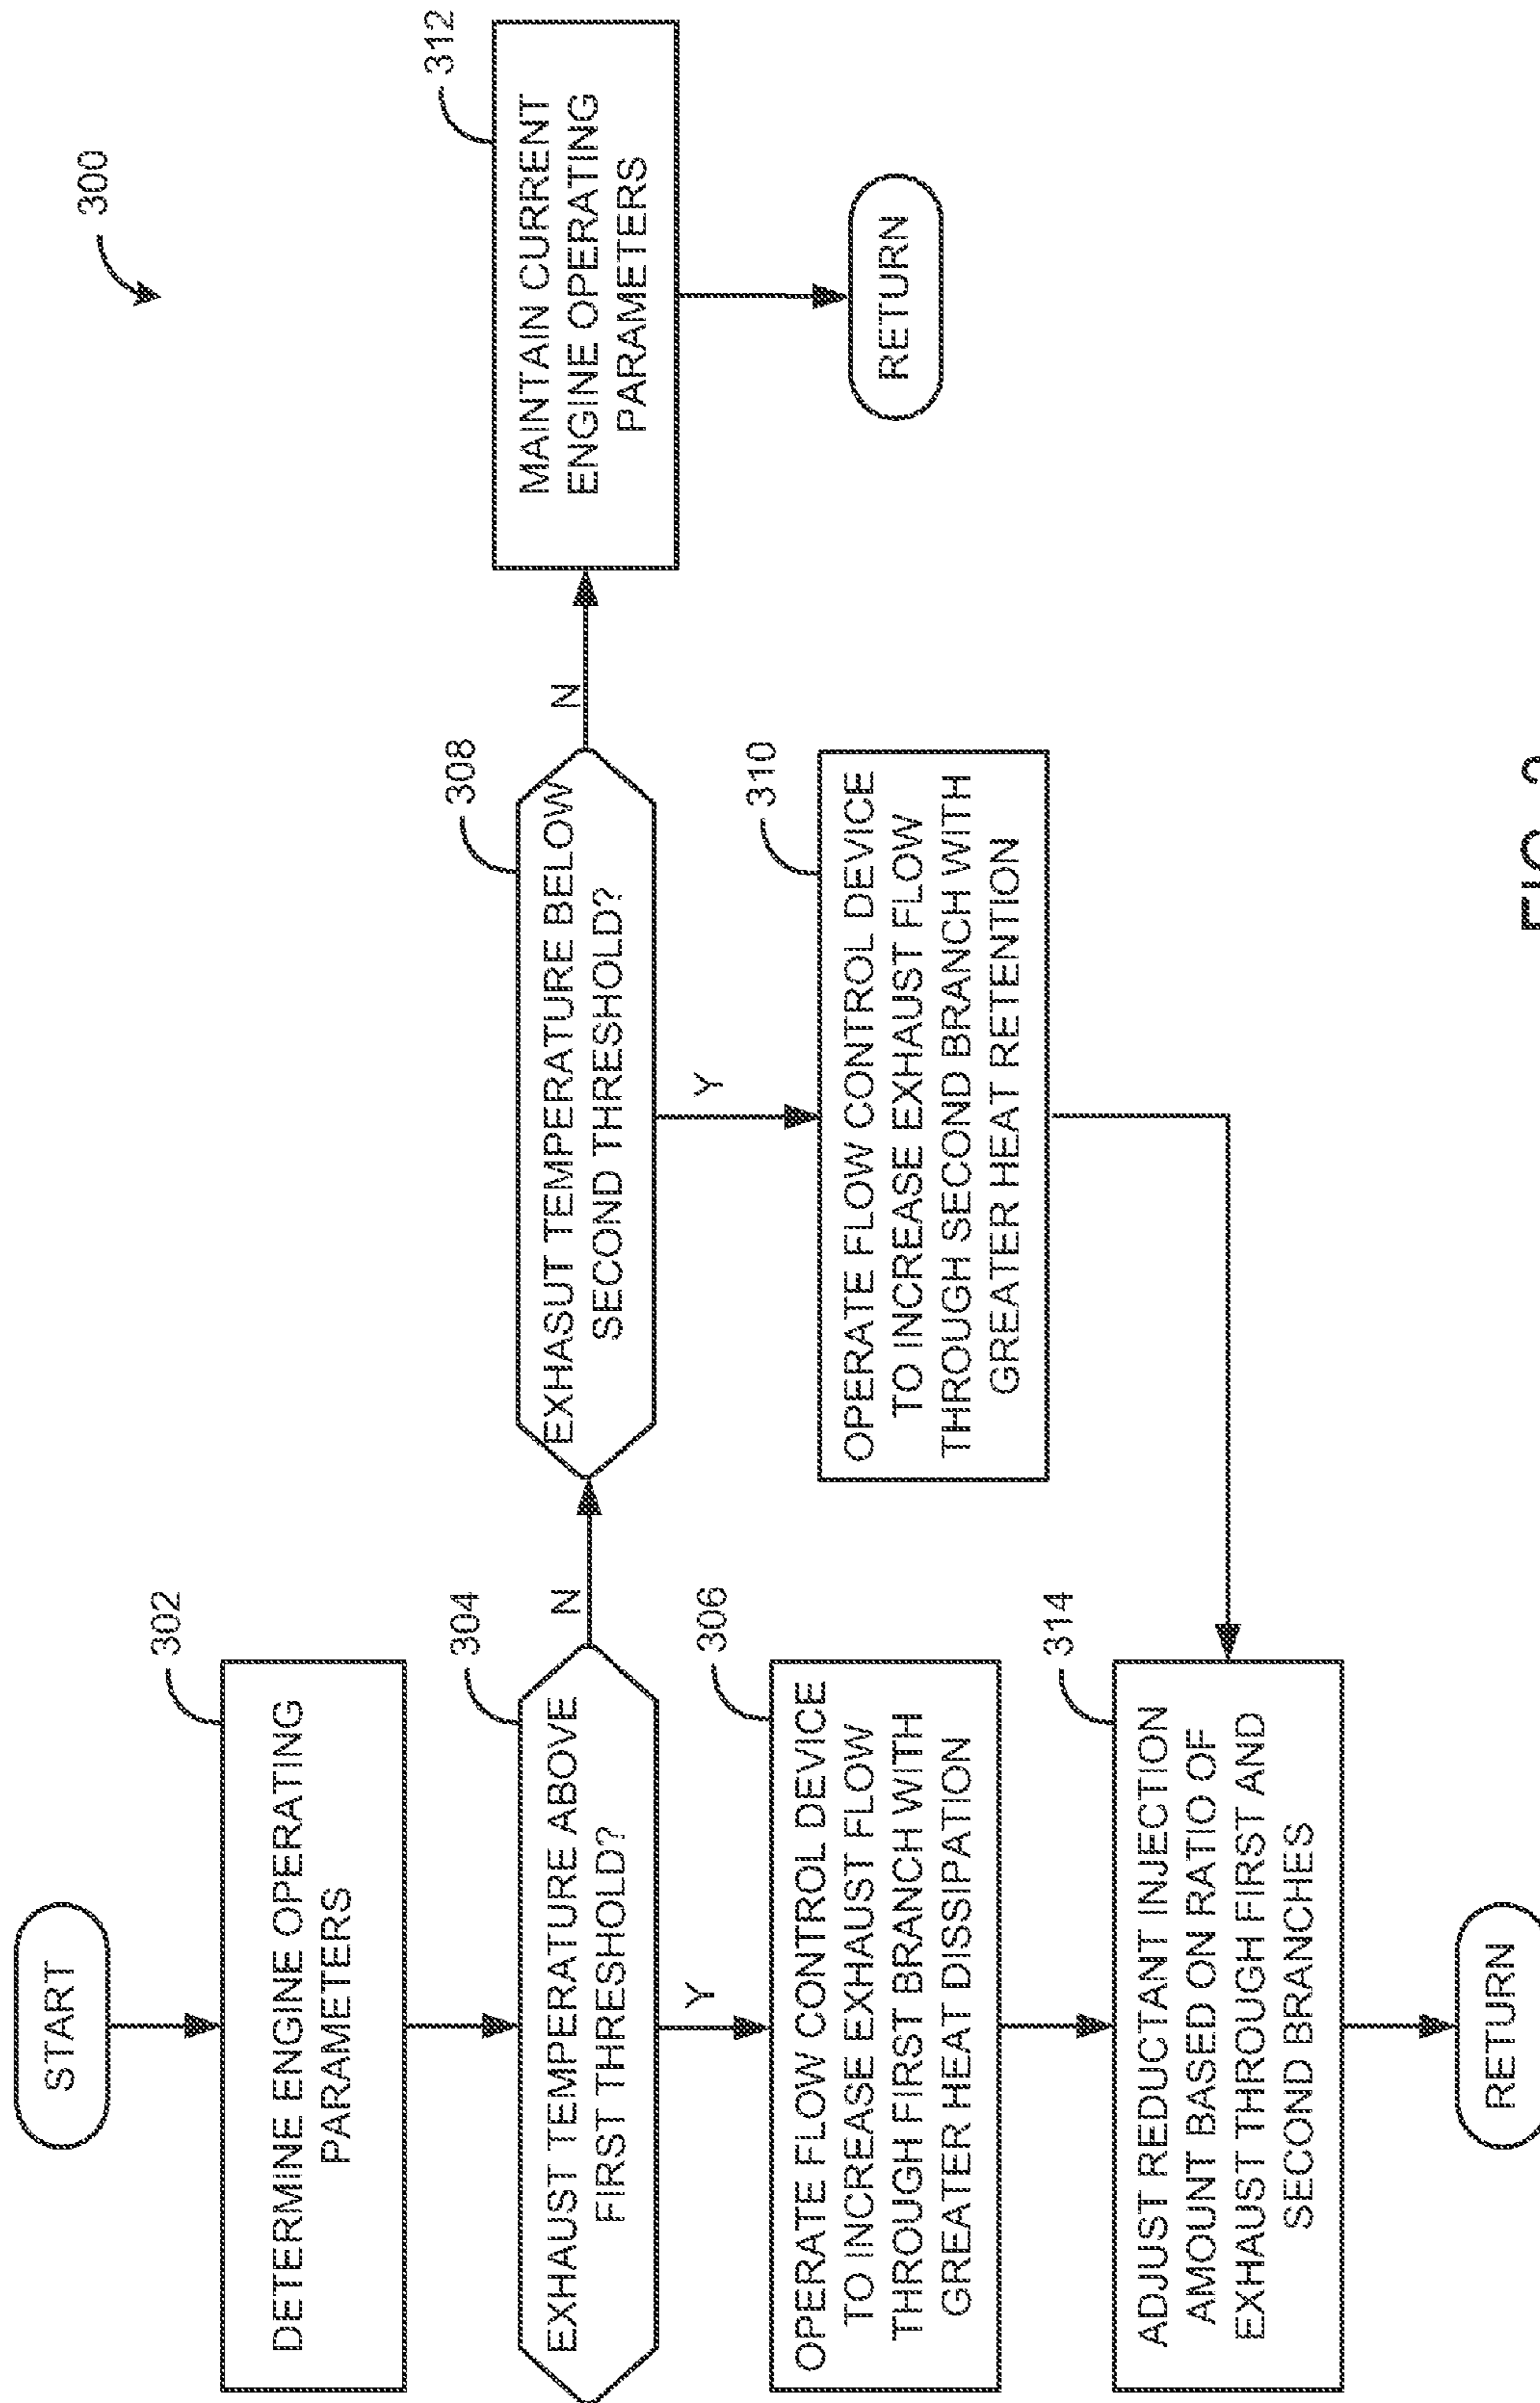 300
START
302
DETERMINE ENGINE OPERATING
PARAMETERS
304
EXHAUST TEMPERATURE ABOVE
FIRST THRESHOLD?
N
Y
308
EXHASUT TEMPERATURE BELOW
SECOND THRESHOLD?
N
Y
312
MAINTAIN CURRENT
ENGINE OPERATING
PARAMETERS
RETURN
306
OPERATE FLOW CONTROL DEVICE
TO INCREASE EXHAUST FLOW
THROUGH FIRST BRANCH WITH
GREATER HEAT DISSIPATION
310
OPERATE FLOW CONTROL DEVICE
TO INCREASE EXHAUST FLOW
THROUGH SECOND BRANCH WITH
GREATER HEAT RETENTION
314
ADJUST REDUCTANT INJECTION
AMOUNT BASED ON RATIO OF
EXHAUST THROUGH FIRST AND
SECOND BRANCHES
RETURN
FIG.